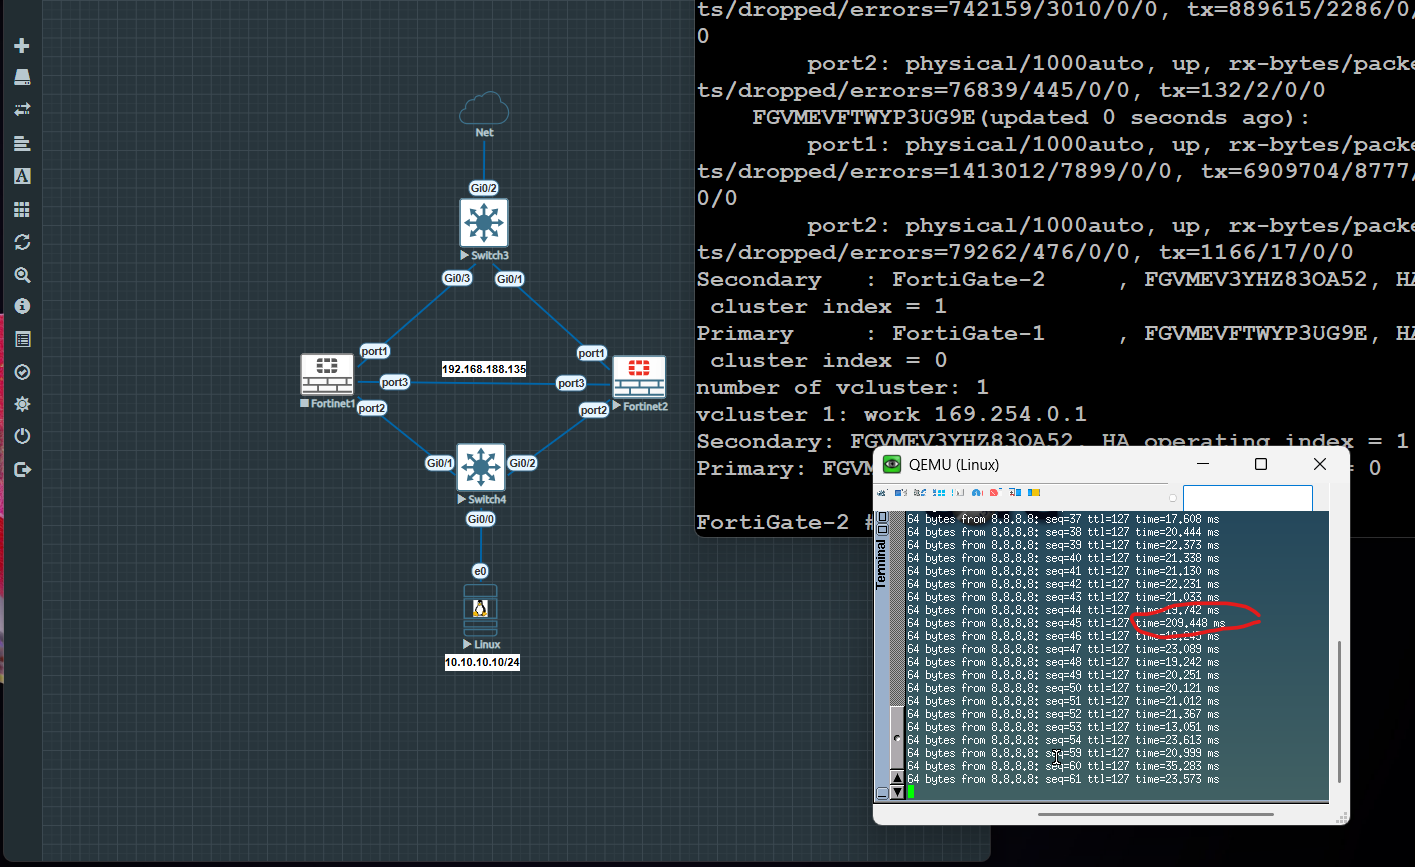 Net
Gi0/2
Switch3
Gi0/3
Gi0/1
port1
port1
192.168.188.135
port3
port3
Fortinet1
Fortinet2
port2
port2
Gi0/1
Gi0/2
Switch4
Gi0/0
e0
Linux
10.10.10.10/24
ts/dropped/errors=742159/3010/0/0, tx=889615/2286/0/
0
port2: physical/1000auto, up, rx-bytes/packe
ts/dropped/errors=76839/445/0/0, tx=132/2/0/0
FGVMEVFTWYP3UG9E(updated 0 seconds ago):
port1: physical/1000auto, up, rx-bytes/packe
ts/dropped/errors=1413012/7899/0/0, tx=6909704/8777/
0/0
port2: physical/1000auto, up, rx-bytes/packe
ts/dropped/errors=79262/476/0/0, tx=1166/17/0/0
Secondary : FortiGate-2 , FGVMEV3YHZ83OA52, HA
cluster index = 1
Primary : FortiGate-1 , FGVMEVFTWYP3UG9E, HA
cluster index = 0
number of vcluster: 1
vcluster 1: work 169.254.0.1
Secondary: FGVMEV3YHZ83OA52, HA operating index = 1
Primary: FGVM = 0
FortiGate-2 #
QEMU (Linux)
Terminal
64 bytes from 8.8.8.8: seq=37 ttl=127 time=17.608 ms
64 bytes from 8.8.8.8: seq=38 ttl=127 time=20.444 ms
64 bytes from 8.8.8.8: seq=39 ttl=127 time=22.373 ms
64 bytes from 8.8.8.8: seq=40 ttl=127 time=21.338 ms
64 bytes from 8.8.8.8: seq=41 ttl=127 time=21.130 ms
64 bytes from 8.8.8.8: seq=42 ttl=127 time=22.231 ms
64 bytes from 8.8.8.8: seq=43 ttl=127 time=21.033 ms
64 bytes from 8.8.8.8: seq=44 ttl=127 ms
64 bytes from 8.8.8.8: seq=45 ttl=127 time=209.448 ms
64 bytes from 8.8.8.8: seq=46 ttl=127 ms
64 bytes from 8.8.8.8: seq=47 ttl=127 time=23.089 ms
64 bytes from 8.8.8.8: seq=48 ttl=127 time=19.242 ms
64 bytes from 8.8.8.8: seq=49 ttl=127 time=20.251 ms
64 bytes from 8.8.8.8: seq=50 ttl=127 time=20.121 ms
64 bytes from 8.8.8.8: seq=51 ttl=127 time=21.012 ms
64 bytes from 8.8.8.8: seq=52 ttl=127 time=21.367 ms
64 bytes from 8.8.8.8: seq=53 ttl=127 time=13.051 ms
64 bytes from 8.8.8.8: seq=54 ttl=127 time=23.613 ms
64 bytes from 8.8.8.8: seq=59 ttl=127 time=20.999 ms
64 bytes from 8.8.8.8: seq=60 ttl=127 time=35.283 ms
64 bytes from 8.8.8.8: seq=61 ttl=127 time=23.573 ms